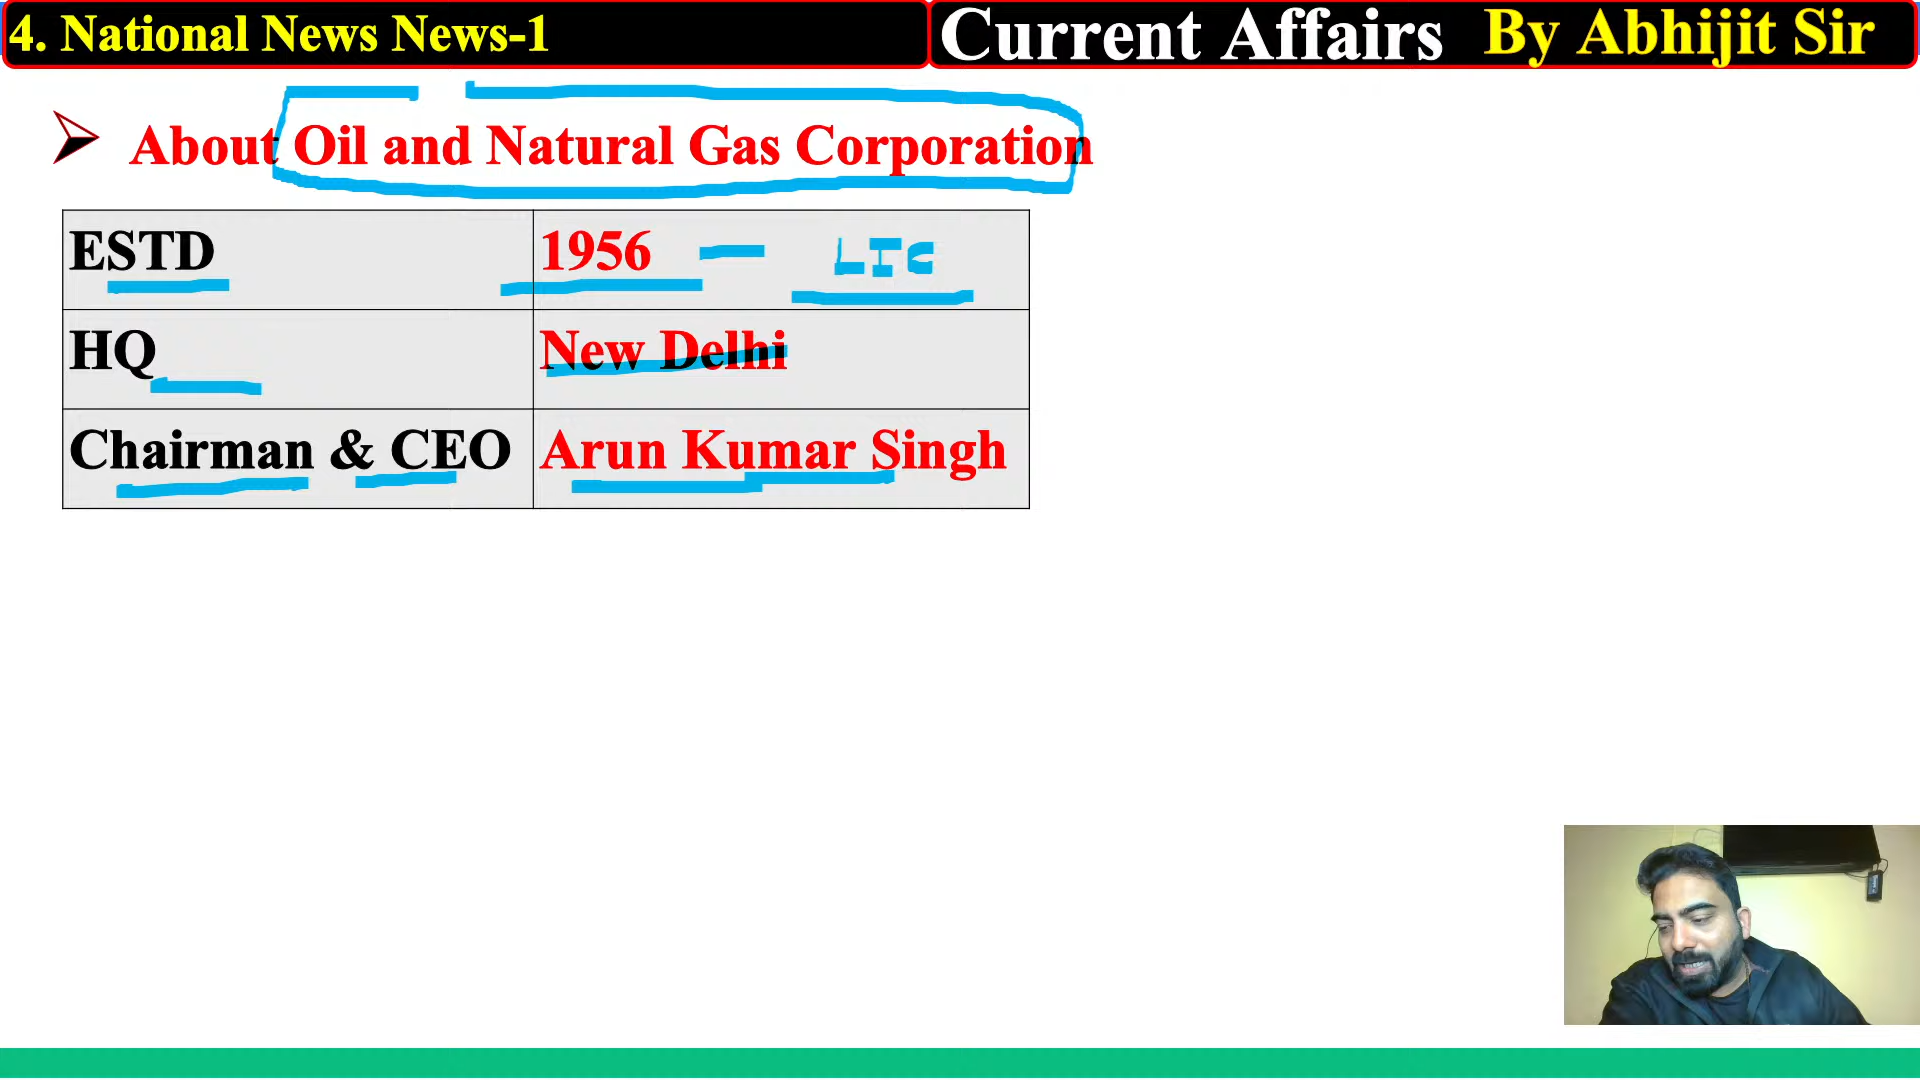 4. National News News-1
Current Affairs By Abhijit Sir
About Oil and Natural Gas Corporation
ESTD 1956 — LIC
HQ New Delhi
Chairman & CEO Arun Kumar Singh